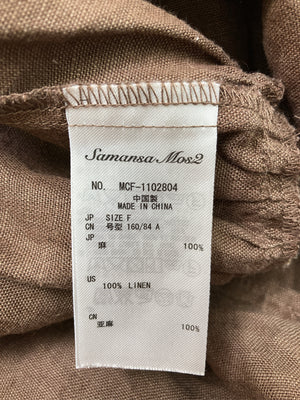 Samansa Mos2
NO. MCF-1102804
中国製
MADE IN CHINA
JP SIZE F
CN 号型 160/84 A
JP
麻 100%
US
100% LINEN
CN
亚麻 100%